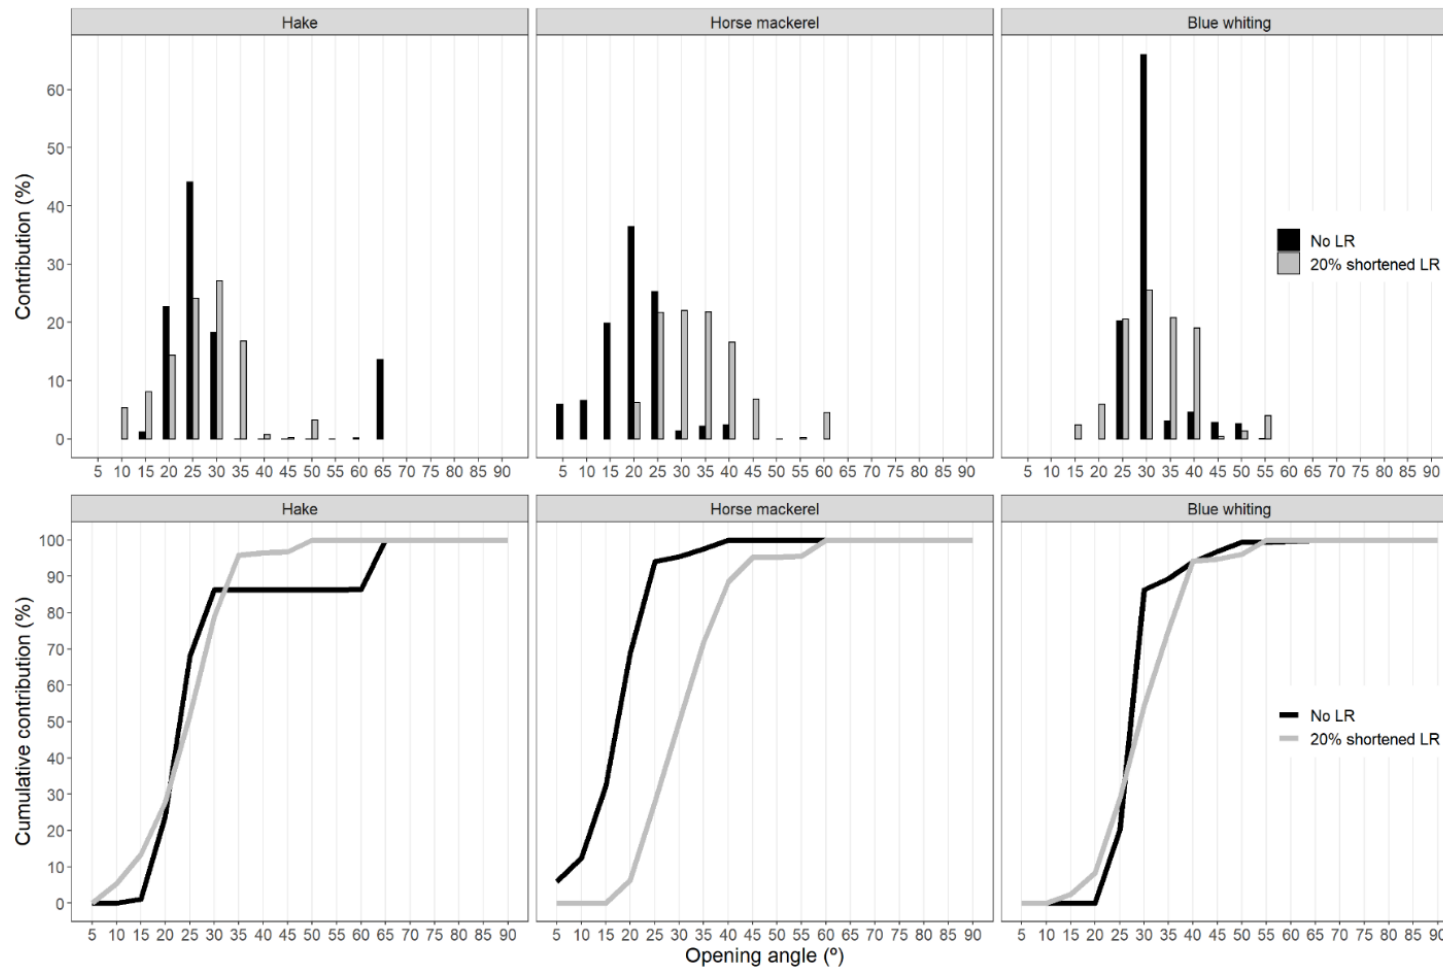 Hake
Horse mackerel
Blue whiting
Contribution (%)
60
50
40
30
20
10
0
No LR
20% shortened LR
5 10 15 20 25 30 35 40 45 50 55 60 65 70 75 80 85 90
5 10 15 20 25 30 35 40 45 50 55 60 65 70 75 80 85 90
5 10 15 20 25 30 35 40 45 50 55 60 65 70 75 80 85 90
Hake
Horse mackerel
Blue whiting
Cumulative contribution (%)
100
90
80
70
60
50
40
30
20
10
0
No LR
20% shortened LR
5 10 15 20 25 30 35 40 45 50 55 60 65 70 75 80 85 90
5 10 15 20 25 30 35 40 45 50 55 60 65 70 75 80 85 90
5 10 15 20 25 30 35 40 45 50 55 60 65 70 75 80 85 90
Opening angle (º)